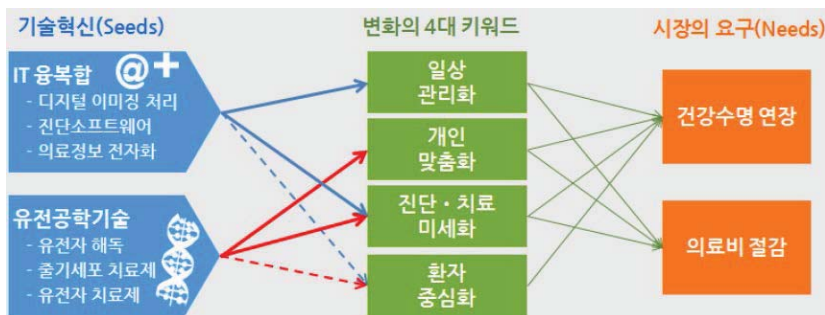 기술혁신(Seeds)
변화의 4대 키워드
시장의 요구(Needs)
IT 융복합 @+
- 디지털 이미징 처리
- 진단소프트웨어
- 의료정보 전자화
유전공학기술
- 유전자 해독
- 줄기세포 치료제
- 유전자 치료제
일상
관리화
개인
맞춤화
진단・치료
미세화
환자
중심화
건강수명 연장
의료비 절감